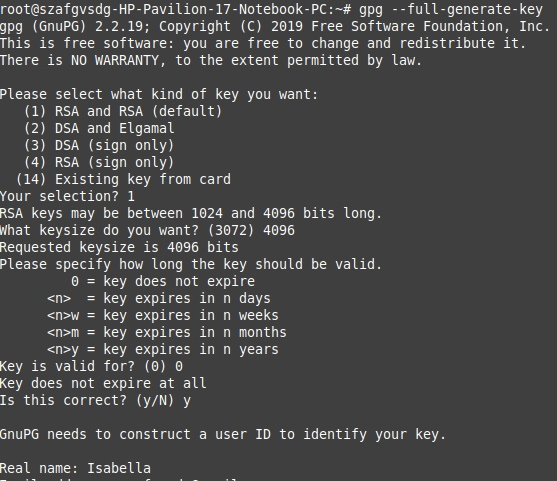 root@szafgvsdg-HP-Pavilion-17-Notebook-PC:~# gpg --full-generate-key
gpg (GnuPG) 2.2.19; Copyright (C) 2019 Free Software Foundation, Inc.
This is free software: you are free to change and redistribute it.
There is NO WARRANTY, to the extent permitted by law.

Please select what kind of key you want:
   (1) RSA and RSA (default)
   (2) DSA and Elgamal
   (3) DSA (sign only)
   (4) RSA (sign only)
  (14) Existing key from card
Your selection? 1
RSA keys may be between 1024 and 4096 bits long.
What keysize do you want? (3072) 4096
Requested keysize is 4096 bits
Please specify how long the key should be valid.
         0 = key does not expire
      <n>  = key expires in n days
      <n>w = key expires in n weeks
      <n>m = key expires in n months
      <n>y = key expires in n years
Key is valid for? (0) 0
Key does not expire at all
Is this correct? (y/N) y

GnuPG needs to construct a user ID to identify your key.

Real name: Isabella